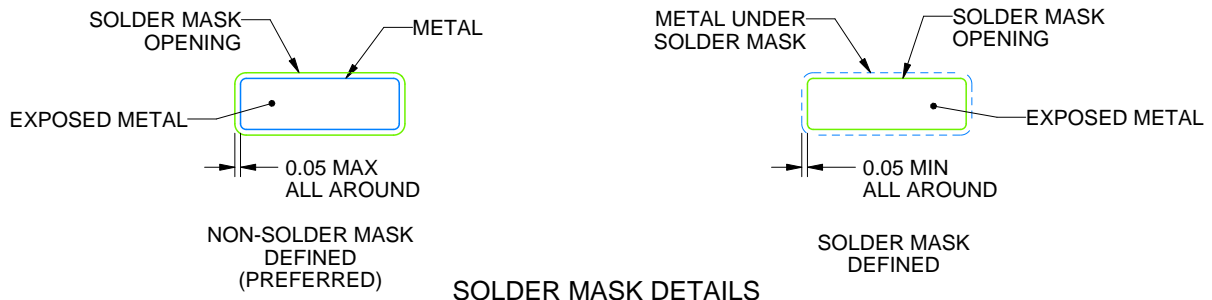 SOLDER MASK
OPENING
METAL
EXPOSED METAL
0.05 MAX
ALL AROUND
NON-SOLDER MASK
DEFINED
(PREFERRED)
METAL UNDER
SOLDER MASK
SOLDER MASK
OPENING
EXPOSED METAL
0.05 MIN
ALL AROUND
SOLDER MASK
DEFINED
SOLDER MASK DETAILS